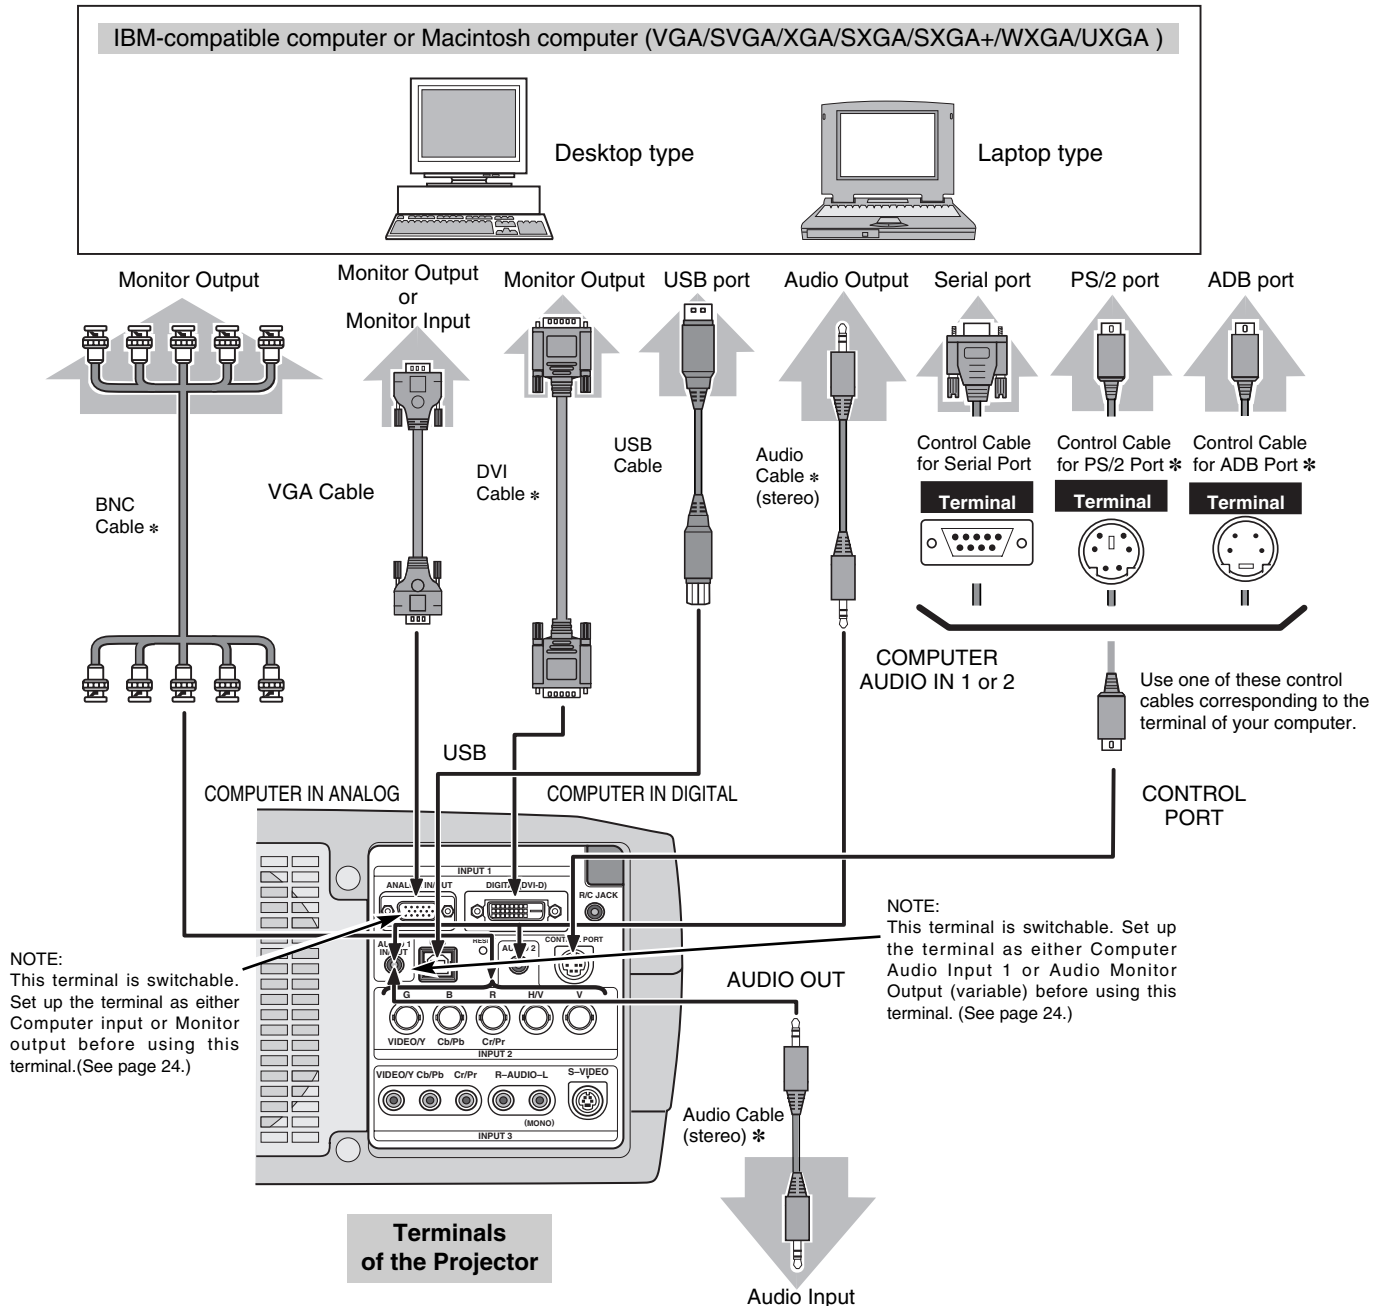 IBM-compatible computer or Macintosh computer (VGA/SVGA/XGA/SXGA/SXGA+/WXGA/UXGA )
Desktop type
Laptop type
Monitor Output
Monitor Output
or
Monitor Input
Monitor Output
USB port
Audio Output
Serial port
PS/2 port
ADB port
BNC
Cable *
VGA Cable
DVI
Cable *
USB
Cable
Audio
Cable *
(stereo)
Control Cable
for Serial Port
Control Cable
for PS/2 Port *
Control Cable
for ADB Port *
Terminal
Terminal
Terminal
COMPUTER
AUDIO IN 1 or 2
Use one of these control
cables corresponding to the
terminal of your computer.
USB
COMPUTER IN ANALOG
COMPUTER IN DIGITAL
CONTROL
PORT
INPUT 1
R/C JACK
G B R H/V V
VIDEO/Y Cb/Pb Cr/Pr
INPUT 2
VIDEO/Y Cb/Pb Cr/Pr R–AUDIO–L S–VIDEO
(MONO)
INPUT 3
NOTE:
This terminal is switchable.
Set up the terminal as either
Computer input or Monitor
output before using this
terminal.(See page 24.)
NOTE:
This terminal is switchable. Set up
the terminal as either Computer
Audio Input 1 or Audio Monitor
Output (variable) before using this
terminal. (See page 24.)
AUDIO OUT
Audio Cable
(stereo) *
Terminals
of the Projector
Audio Input